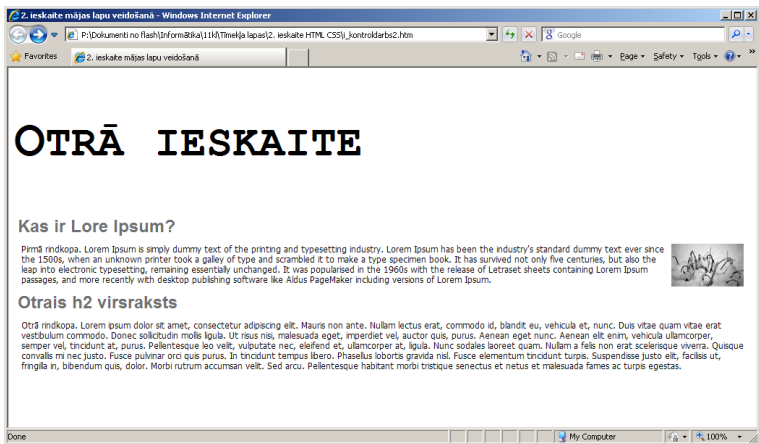 2. ieskaite mājas lapu veidošanā - Windows Internet Explorer
P:\Dokumenti no flash\Informātika\11kl\Tīmekļa lapas\2. ieskaite HTML CSS\j_kontroldarbs2.htm
Google
Favorites
2. ieskaite mājas lapu veidošanā
Page Safety Tools
Otrā ieskaite
Kas ir Lore Ipsum?
Pirmā rindkopa. Lorem Ipsum is simply dummy text of the printing and typesetting industry. Lorem Ipsum has been the industry's standard dummy text ever since
the 1500s, when an unknown printer took a galley of type and scrambled it to make a type specimen book. It has survived not only five centuries, but also the
leap into electronic typesetting, remaining essentially unchanged. It was popularised in the 1960s with the release of Letraset sheets containing Lorem Ipsum
passages, and more recently with desktop publishing software like Aldus PageMaker including versions of Lorem Ipsum.
Otrais h2 virsraksts
Otrā rindkopa. Lorem ipsum dolor sit amet, consectetur adipiscing elit. Mauris non ante. Nullam lectus erat, commodo id, blandit eu, vehicula et, nunc. Duis vitae quam vitae erat
vestibulum commodo. Donec sollicitudin mollis ligula. Ut risus nisi, malesuada eget, imperdiet vel, auctor quis, purus. Aenean eget nunc. Aenean elit enim, vehicula ullamcorper,
semper vel, tincidunt at, purus. Pellentesque leo velit, vulputate nec, eleifend et, ullamcorper at, ligula. Nunc sodales laoreet quam. Nullam a felis non erat scelerisque viverra. Quisque
convallis mi nec justo. Fusce pulvinar orci quis purus. In tincidunt tempus libero. Phasellus lobortis gravida nisl. Fusce elementum tincidunt turpis. Suspendisse justo elit, facilisis ut,
fringilla in, bibendum quis, dolor. Morbi rutrum accumsan velit. Sed arcu. Pellentesque habitant morbi tristique senectus et netus et malesuada fames ac turpis egestas.
Done
My Computer
100%